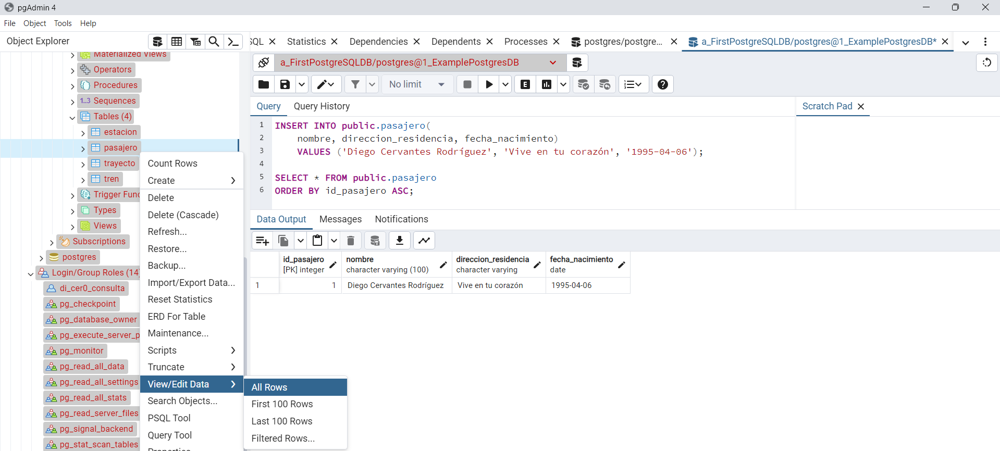 pgAdmin 4
File Object Tools Help
Object Explorer
SQL Statistics Dependencies Dependents Processes postgres/postgre... a_FirstPostgreSQLDB/postgres@1_ExamplePostgresDB*
Materialized Views
Operators
Procedures
1..3 Sequences
Tables (4)
estacion
pasajero
trayecto
tren
Trigger Func
Types
Views
Subscriptions
postgres
Login/Group Roles (14)
di_cer0_consulta
pg_checkpoint
pg_database_owner
pg_execute_server_p
pg_monitor
pg_read_all_data
pg_read_all_settings
pg_read_all_stats
pg_read_server_files
pg_signal_backend
pg_stat_scan_tables
Count Rows
Create
Delete
Delete (Cascade)
Refresh...
Restore...
Backup...
Import/Export Data...
Reset Statistics
ERD For Table
Maintenance...
Scripts
Truncate
View/Edit Data
Search Objects...
PSQL Tool
Query Tool
Properties
All Rows
First 100 Rows
Last 100 Rows
Filtered Rows...
a_FirstPostgreSQLDB/postgres@1_ExamplePostgresDB
No limit E
Query Query History
Scratch Pad
1 INSERT INTO public.pasajero(
2 nombre, direccion_residencia, fecha_nacimiento)
3 VALUES ('Diego Cervantes Rodríguez', 'Vive en tu corazón', '1995-04-06');
4
5 SELECT * FROM public.pasajero
6 ORDER BY id_pasajero ASC;
Data Output Messages Notifications
id_pasajero nombre direccion_residencia fecha_nacimiento
[PK] integer character varying (100) character varying date
1 1 Diego Cervantes Rodríguez Vive en tu corazón 1995-04-06